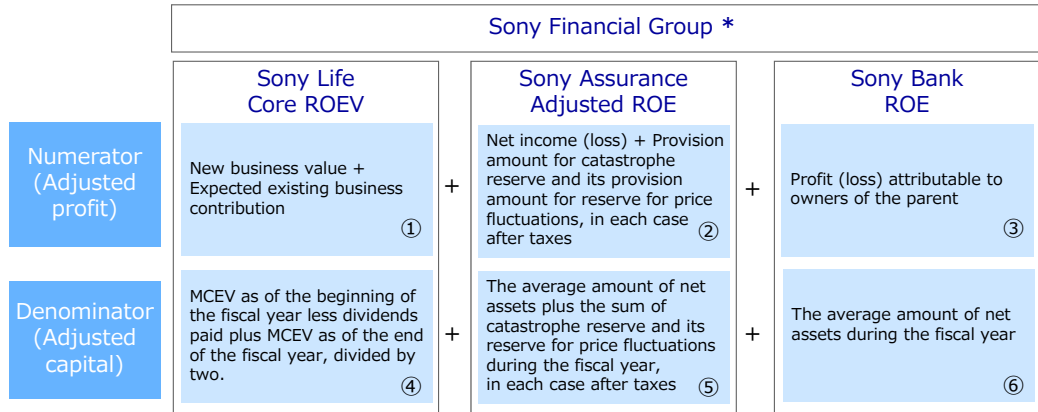 Sony Financial Group *
Sony Life
Core ROEV
Sony Assurance
Adjusted ROE
Sony Bank
ROE
Numerator
(Adjusted
profit)
New business value +
Expected existing business
contribution
①
+
Net income (loss) + Provision
amount for catastrophe
reserve and its provision
amount for reserve for price
fluctuations, in each case
after taxes
②
+
Profit (loss) attributable to
owners of the parent
③
Denominator
(Adjusted
capital)
MCEV as of the beginning of
the fiscal year less dividends
paid plus MCEV as of the end
of the fiscal year, divided by
two.
④
+
The average amount of net
assets plus the sum of
catastrophe reserve and its
reserve for price fluctuations
during the fiscal year,
in each case after taxes
⑤
+
The average amount of net
assets during the fiscal year
⑥